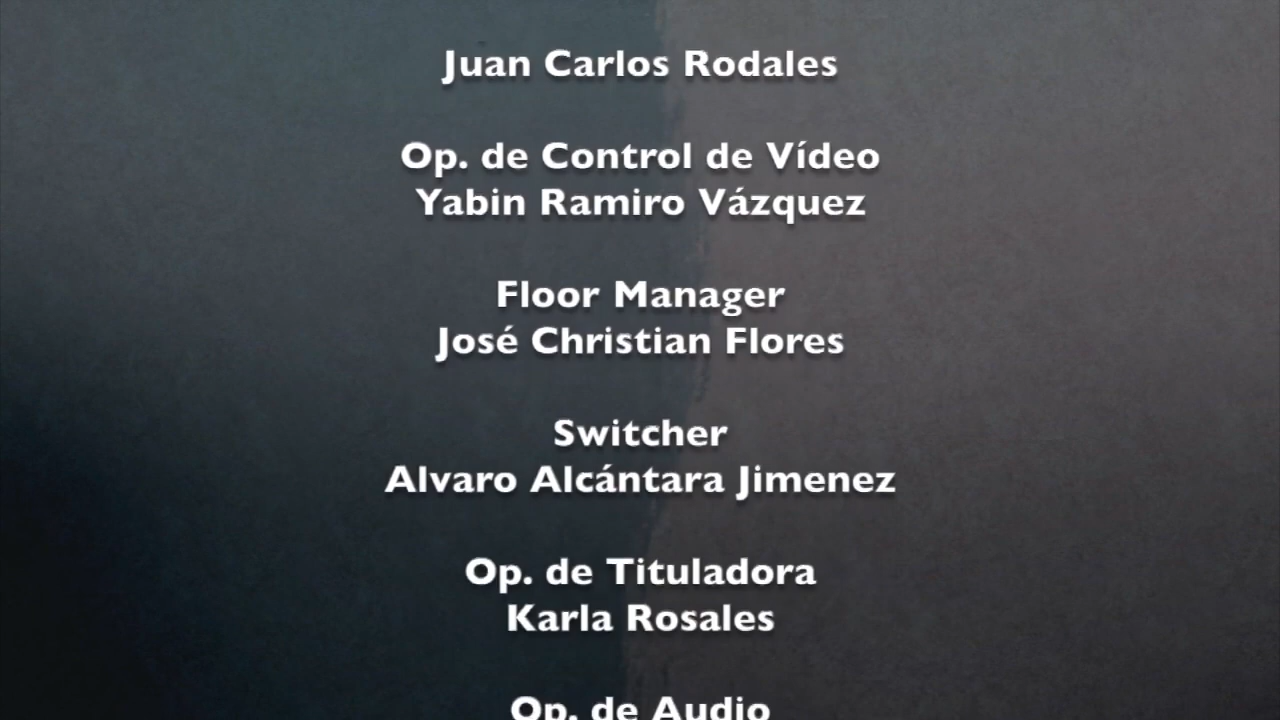 Juan Carlos Rodales
Op. de Control de Vídeo
Yabin Ramiro Vázquez
Floor Manager
José Christian Flores
Switcher
Alvaro Alcántara Jimenez
Op. de Tituladora
Karla Rosales
Op. de Audio